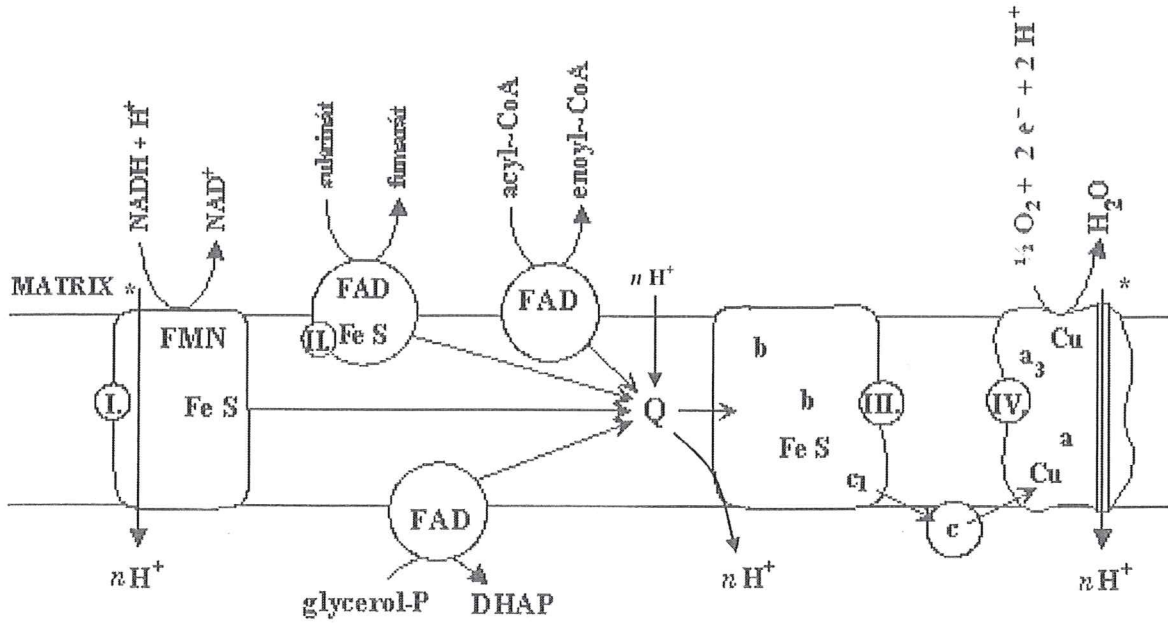 NADH + H⁺
NAD⁺
sukcinát
fumarát
acyl~CoA
enoyl~CoA
½ O₂ + 2 e⁻ + 2 H⁺
H₂O
MATRIX *
n H⁺
*
FMN
Fe S
I.
FAD
II.
Fe S
FAD
Q
b
b
Fe S
III.
c₁
c
IV.
Cu
a₃
a
Cu
FAD
n H⁺
glycerol-P
DHAP
n H⁺
n H⁺